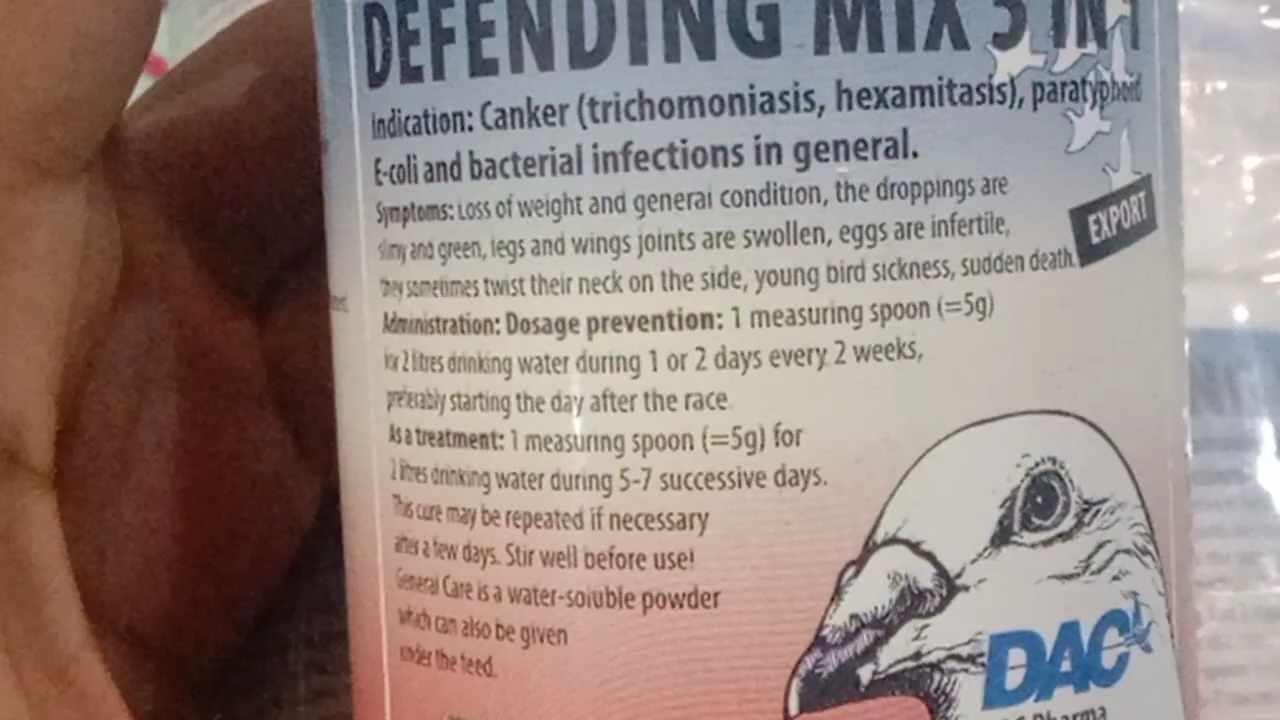 DEFENDING MIX 3 IN 1
Indication: Canker (trichomoniasis, hexamitasis), paratyphoid
E-coli and bacterial infections in general.
Symptoms: Loss of weight and general condition, the droppings are
slimy and green, legs and wings joints are swollen, eggs are infertile,
they sometimes twist their neck on the side, young bird sickness, sudden death.
EXPORT
Administration: Dosage prevention: 1 measuring spoon (=5g)
for 2 litres drinking water during 1 or 2 days every 2 weeks,
preferably starting the day after the race.
As a treatment: 1 measuring spoon (=5g) for
2 litres drinking water during 5-7 successive days.
This cure may be repeated if necessary
after a few days. Stir well before use!
General Care is a water-soluble powder
which can also be given
under the feed.
DAC
Pharma